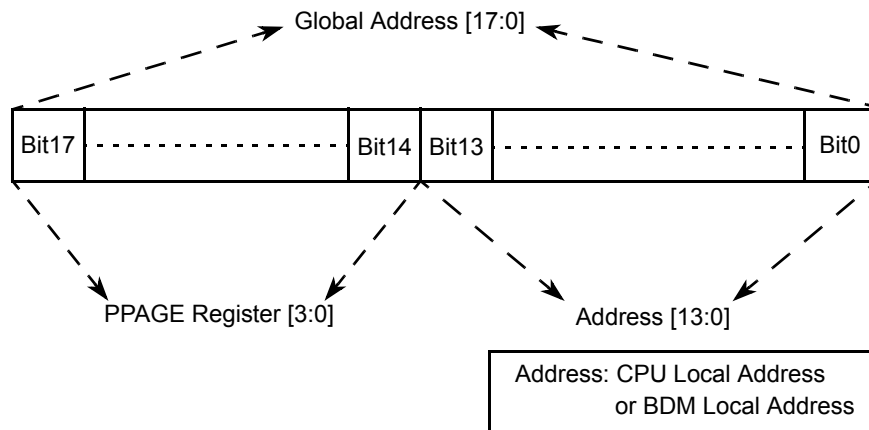 Global Address [17:0]
Bit17
Bit14
Bit13
Bit0
PPAGE Register [3:0]
Address [13:0]
Address: CPU Local Address
or BDM Local Address